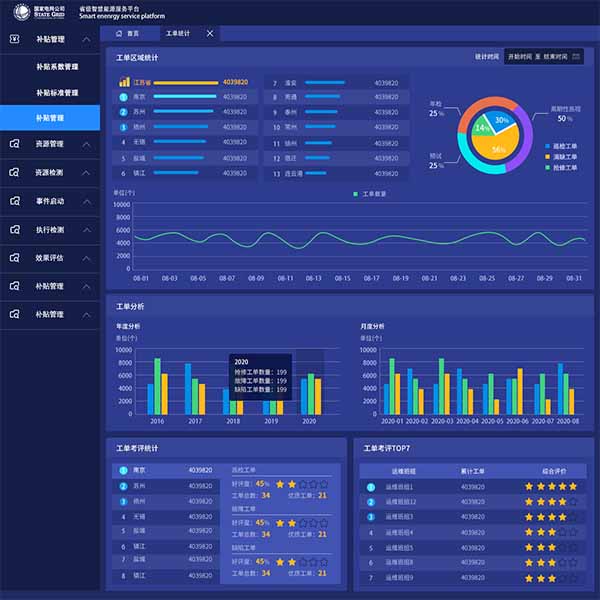 国家电网公司
STATE GRID
省级智慧能源服务平台
Smart enenrgy service platform
首页
工单统计
补贴管理
补贴系数管理
补贴标准管理
补贴管理
资源管理
资源检测
事件启动
执行检测
效果评估
补贴管理
补贴管理
工单区域统计
统计时间
开始时间 至 结束时间
江苏省 4039820
1 南京 4039820
2 苏州 4039820
3 扬州 4039820
4 无锡 4039820
5 盐城 4039820
6 镇江 4039820
7 淮安 4039820
8 南通 4039820
9 泰州 4039820
10 常州 4039820
11 徐州 4039820
12 宿迁 4039820
13 连云港 4039820
年检
25 %
预试
25 %
周期性巡视
50 %
30%
14%
56%
巡检工单
消缺工单
抢修工单
单位(个)
工单数量
10000
8000
6000
4000
2000
0
08-01 08-03 08-05 08-07 08-09 08-11 08-13 08-15 08-17 08-19 08-21 08-23 08-25 08-27 08-29 08-31
工单分析
年度分析
单位(个)
10000
8000
6000
4000
2000
0
2016 2017 2018 2019 2020
2020
抢修工单数量：199
故障工单数量：199
缺陷工单数量：199
月度分析
单位(个)
10000
8000
6000
4000
2000
0
2020-01 2020-02 2020-03 2020-04 2020-05 2020-06 2020-07 2020-08
工单考评统计
1 南京 4039820
2 苏州 4039820
3 扬州 4039820
4 无锡 4039820
5 盐城 4039820
6 镇江 4039820
7 盐城 4039820
8 镇江 4039820
巡检工单
好评度：45%
工单总数：34 优质工单：21
故障工单
好评度：45%
工单总数：34 优质工单：21
缺陷工单
好评度：45%
工单总数：34 优质工单：21
工单考评TOP7
运维班组 累计工单 综合评价
1 运维班组1 4039820
2 运维班组12 4039820
3 运维班组3 4039820
4 运维班组4 4039820
5 运维班组5 4039820
6 运维班组8 4039820
7 运维班组9 4039820